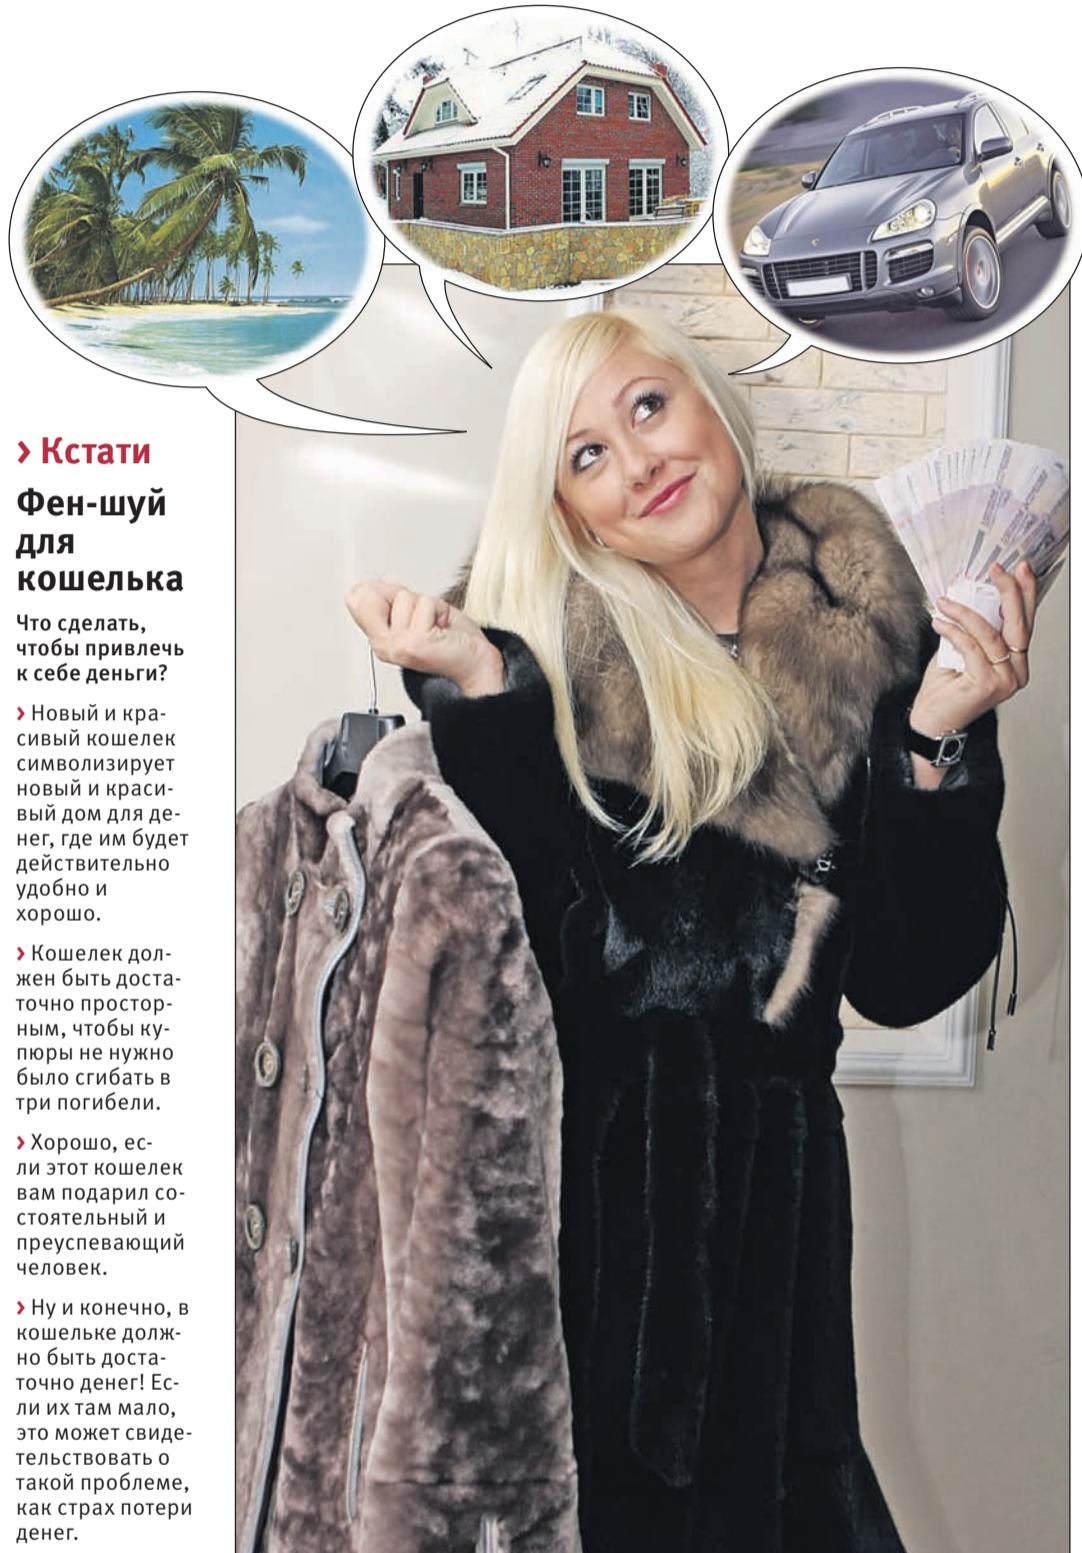 › Кстати
Фен-шуй
для
кошелька
Что сделать,
чтобы привлечь
к себе деньги?
› Новый и кра-
сивый кошелек
символизирует
новый и краси-
вый дом для де-
нег, где им будет
действительно
удобно и
хорошо.
› Кошелек дол-
жен быть доста-
точно простор-
ным, чтобы ку-
пюры не нужно
было сгибать в
три погибели.
› Хорошо, ес-
ли этот кошелек
вам подарил со-
стоятельный и
преуспевающий
человек.
› Ну и конечно, в
кошельке долж-
но быть доста-
точно денег! Ес-
ли их там мало,
это может свиде-
тельствовать о
такой проблеме,
как страх потери
денег.